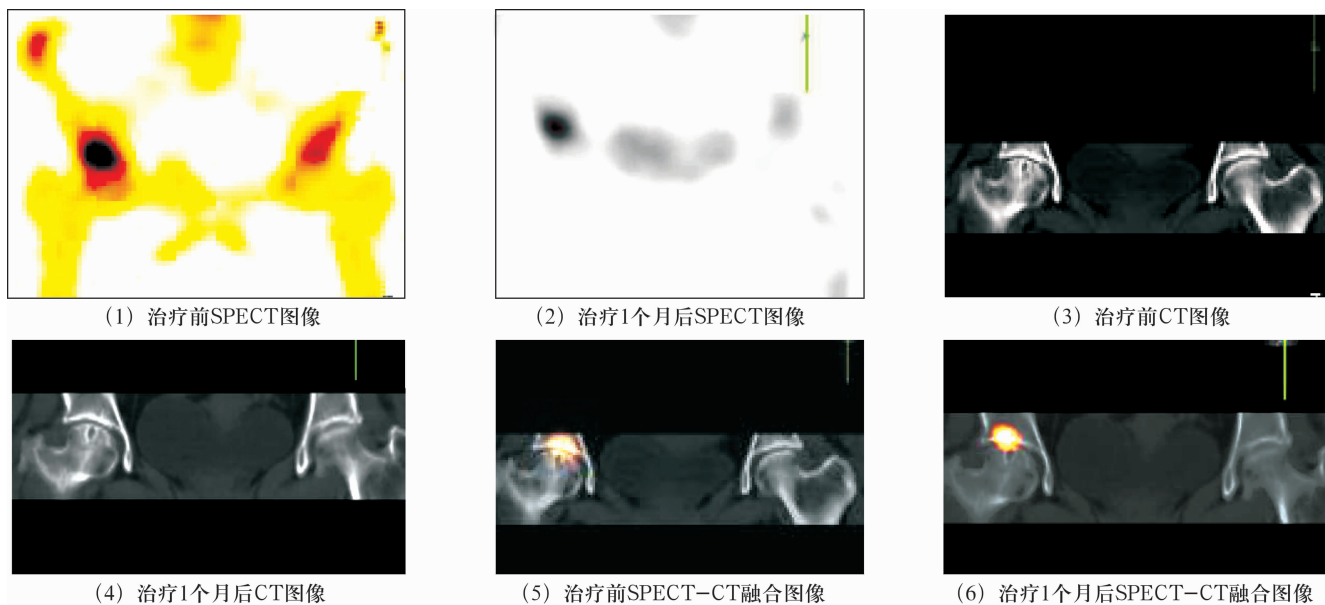 (1) 治疗前SPECT图像
(2) 治疗1个月后SPECT图像
(3) 治疗前CT图像
(4) 治疗1个月后CT图像
(5) 治疗前SPECT-CT融合图像
(6) 治疗1个月后SPECT-CT融合图像